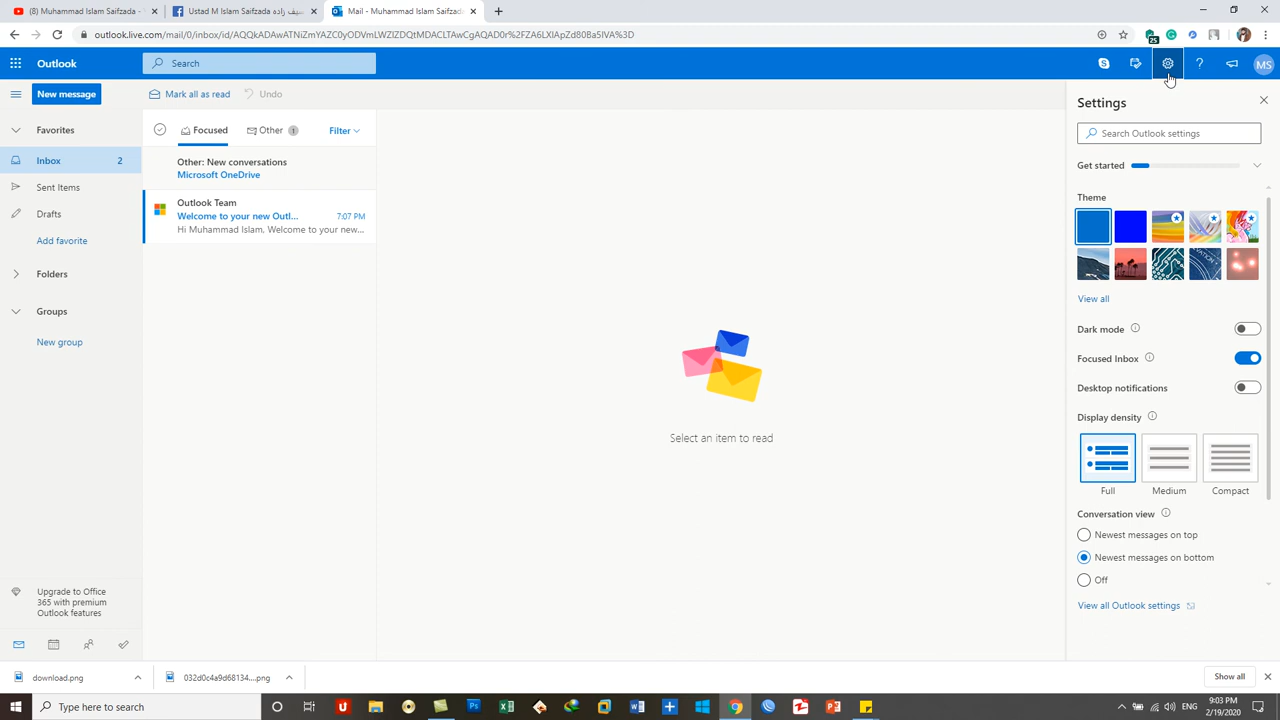 (8) Muhammad Islam Saifzada - 
Ustad M Islam Saifzada سیف زاده
Mail - Muhammad Islam Saifzada
outlook.live.com/mail/0/inbox/id/AQQkADAwATNiZmYAZC0yODVmLWZlZDQtMDACLTAwCgAQAD0r%2FZA6LXIApZd80Ba5IVA%3D
25
Outlook
Search
MS
New message
Mark all as read
Undo
Settings
Favorites
Focused
Other 1
Filter
Search Outlook settings
Inbox 2
Other: New conversations
Microsoft OneDrive
Get started
Sent Items
Drafts
Outlook Team
Welcome to your new Outl... 7:07 PM
Hi Muhammad Islam, Welcome to your new...
Theme
Add favorite
Folders
View all
Groups
New group
Dark mode
Focused Inbox
Desktop notifications
Display density
Select an item to read
Full
Medium
Compact
Conversation view
Newest messages on top
Newest messages on bottom
Off
View all Outlook settings
Upgrade to Office
365 with premium
Outlook features
download.png
032d0c4a9d68134....png
Show all
Type here to search
ENG
9:03 PM
2/19/2020